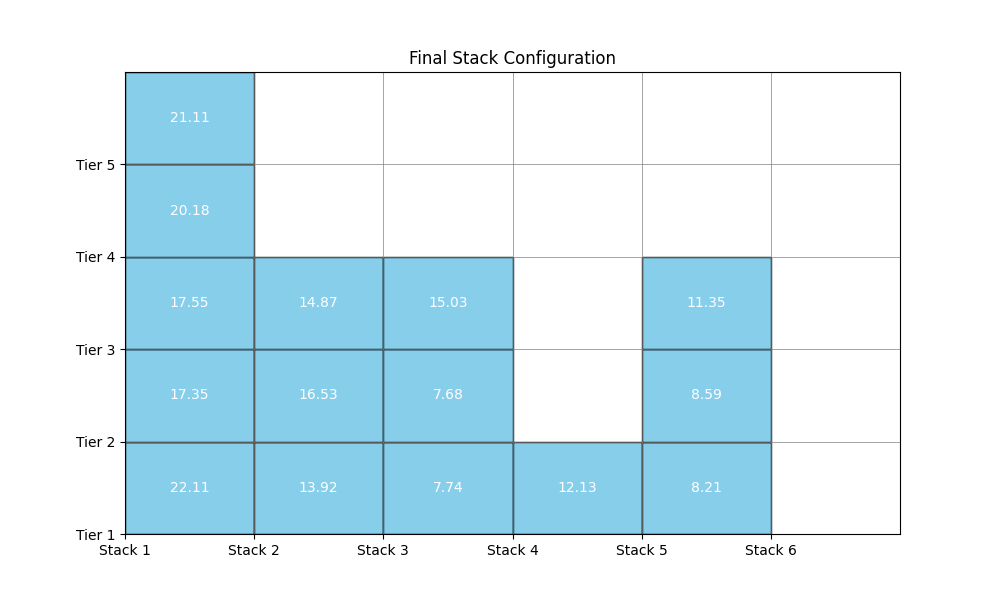 Final Stack Configuration
21.11
Tier 5
20.18
Tier 4
17.55 14.87 15.03 11.35
Tier 3
17.35 16.53 7.68 8.59
Tier 2
22.11 13.92 7.74 12.13 8.21
Tier 1
Stack 1 Stack 2 Stack 3 Stack 4 Stack 5 Stack 6